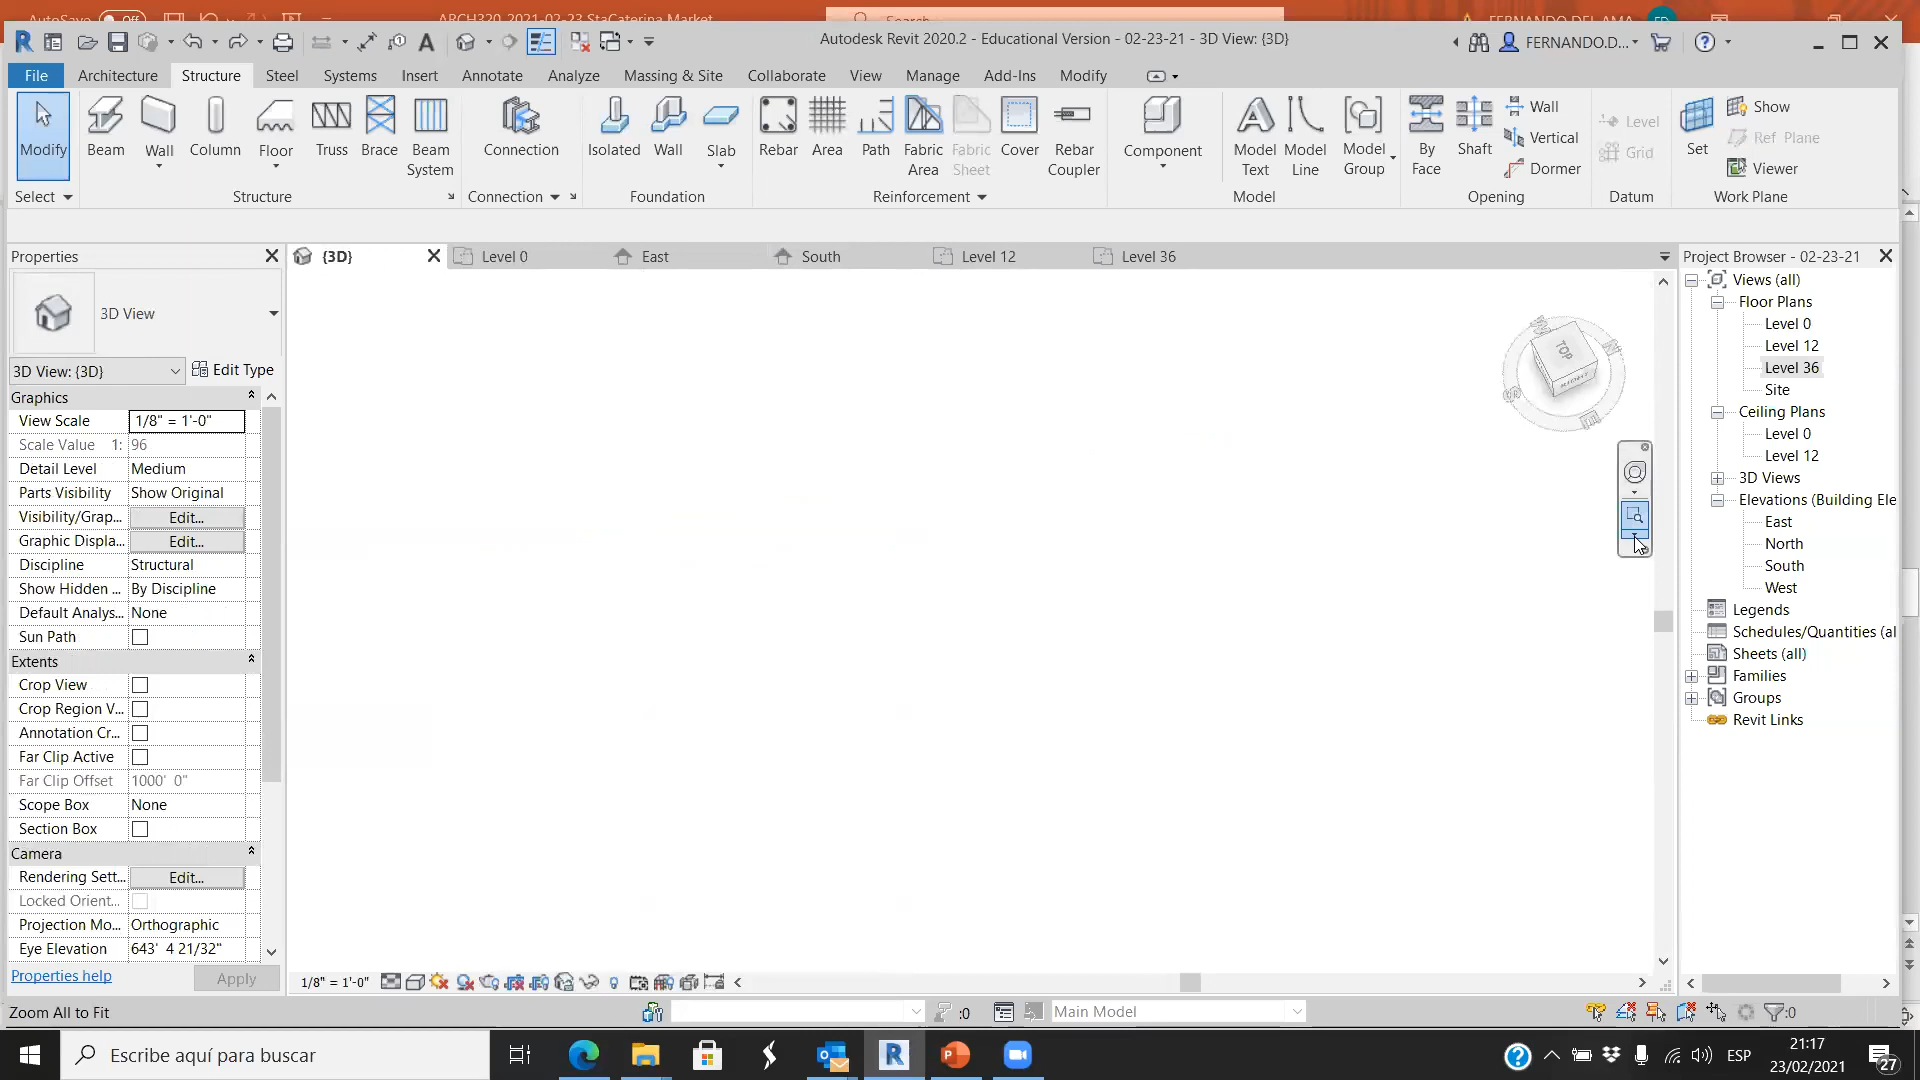 AutoSave Off ARCH320_2021-02-23 StaCaterina Market Search FERNANDO DEL AMA FD
Autodesk Revit 2020.2 - Educational Version - 02-23-21 - 3D View: {3D} FERNANDO.D...
File Architecture Structure Steel Systems Insert Annotate Analyze Massing & Site Collaborate View Manage Add-Ins Modify
Modify Beam Wall Column Floor Truss Brace Beam System Connection Isolated Wall Slab Rebar Area Path Fabric Area Fabric Sheet Cover Rebar Coupler Component Model Text Model Line Model Group By Face Shaft Wall Vertical Dormer Level Grid Set Show Ref Plane Viewer
Select Structure Connection Foundation Reinforcement Model Opening Datum Work Plane
Properties
{3D} Level 0 East South Level 12 Level 36
Project Browser - 02-23-21
3D View
3D View: {3D} Edit Type
Graphics
View Scale 1/8" = 1'-0"
Scale Value 1: 96
Detail Level Medium
Parts Visibility Show Original
Visibility/Grap... Edit...
Graphic Displa... Edit...
Discipline Structural
Show Hidden ... By Discipline
Default Analys... None
Sun Path
Extents
Crop View
Crop Region V...
Annotation Cr...
Far Clip Active
Far Clip Offset 1000' 0"
Scope Box None
Section Box
Camera
Rendering Sett... Edit...
Locked Orient...
Projection Mo... Orthographic
Eye Elevation 643' 4 21/32"
Properties help Apply
TOP
Views (all)
Floor Plans
Level 0
Level 12
Level 36
Site
Ceiling Plans
Level 0
Level 12
3D Views
Elevations (Building Ele
East
North
South
West
Legends
Schedules/Quantities (al
Sheets (all)
Families
Groups
Revit Links
1/8" = 1'-0"
Zoom All to Fit :0 Main Model :0
Escribe aquí para buscar ESP 21:17
23/02/2021 27